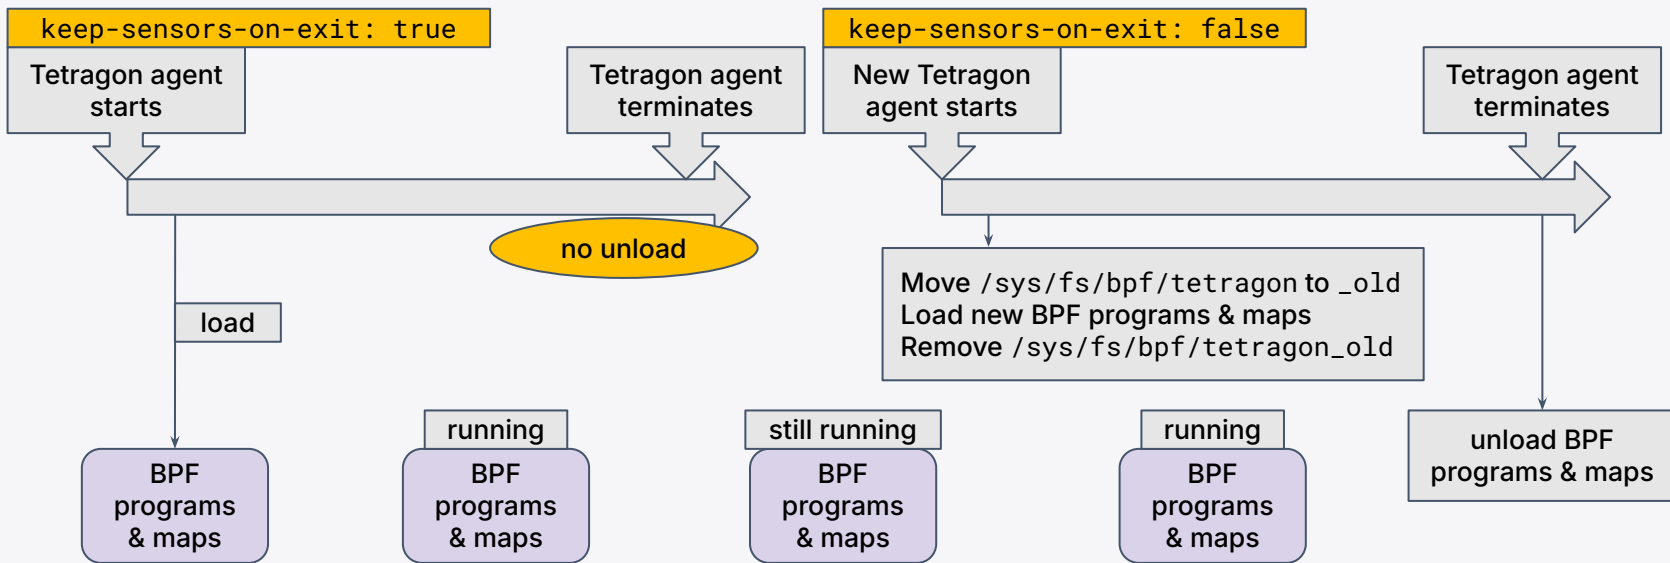 keep-sensors-on-exit: true
keep-sensors-on-exit: false
Tetragon agent
starts
Tetragon agent
terminates
New Tetragon
agent starts
Tetragon agent
terminates
no unload
load
Move /sys/fs/bpf/tetragon to _old
Load new BPF programs & maps
Remove /sys/fs/bpf/tetragon_old
running
still running
running
BPF
programs
& maps
BPF
programs
& maps
BPF
programs
& maps
BPF
programs
& maps
unload BPF
programs & maps